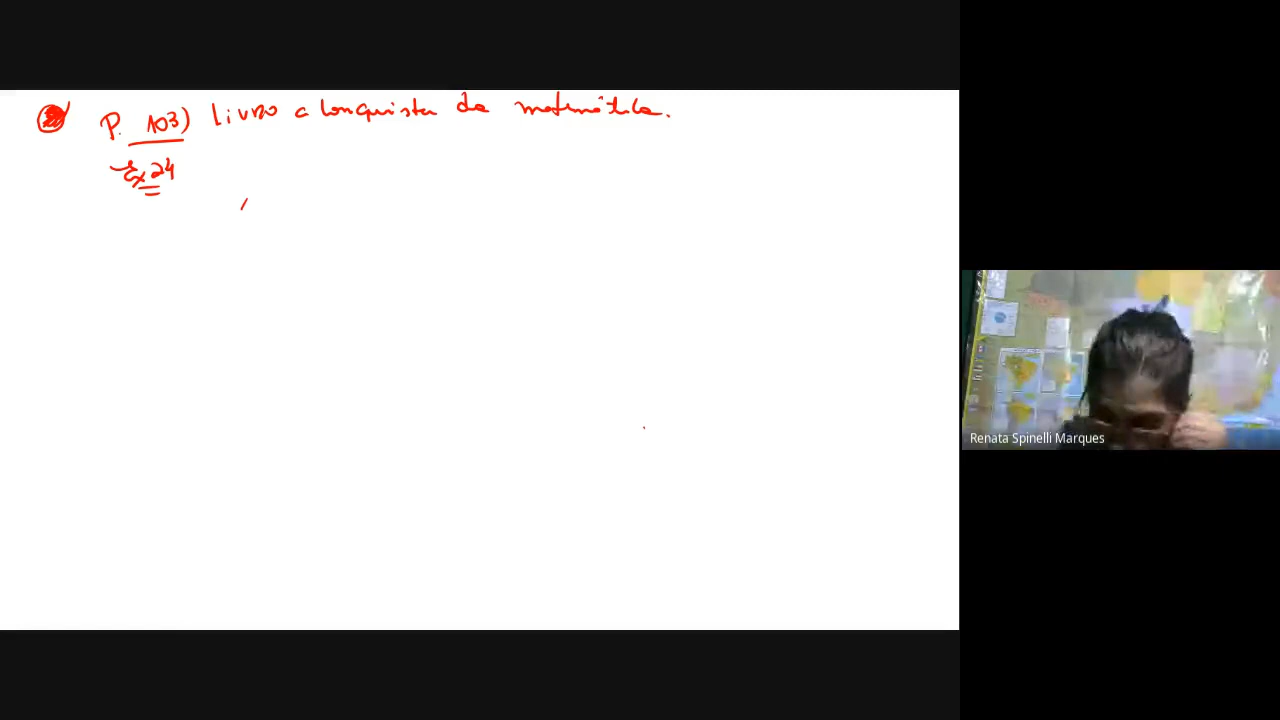 P. 103) Livro a Conquista da matemática.
Ex 24
Renata Spinelli Marques